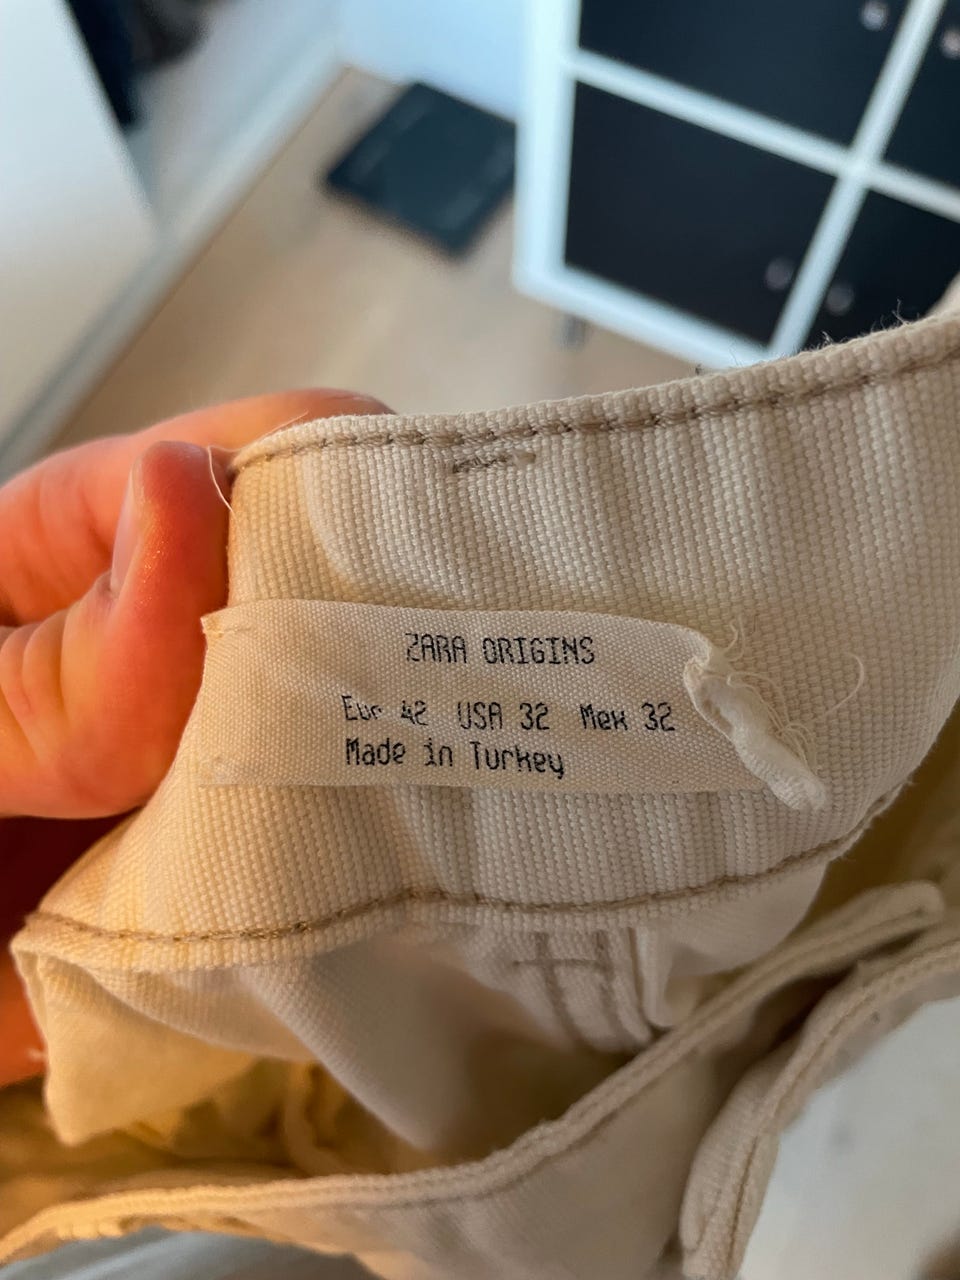 ZARA ORIGINS
Eur 42 USA 32 Mex 32
Made in Turkey